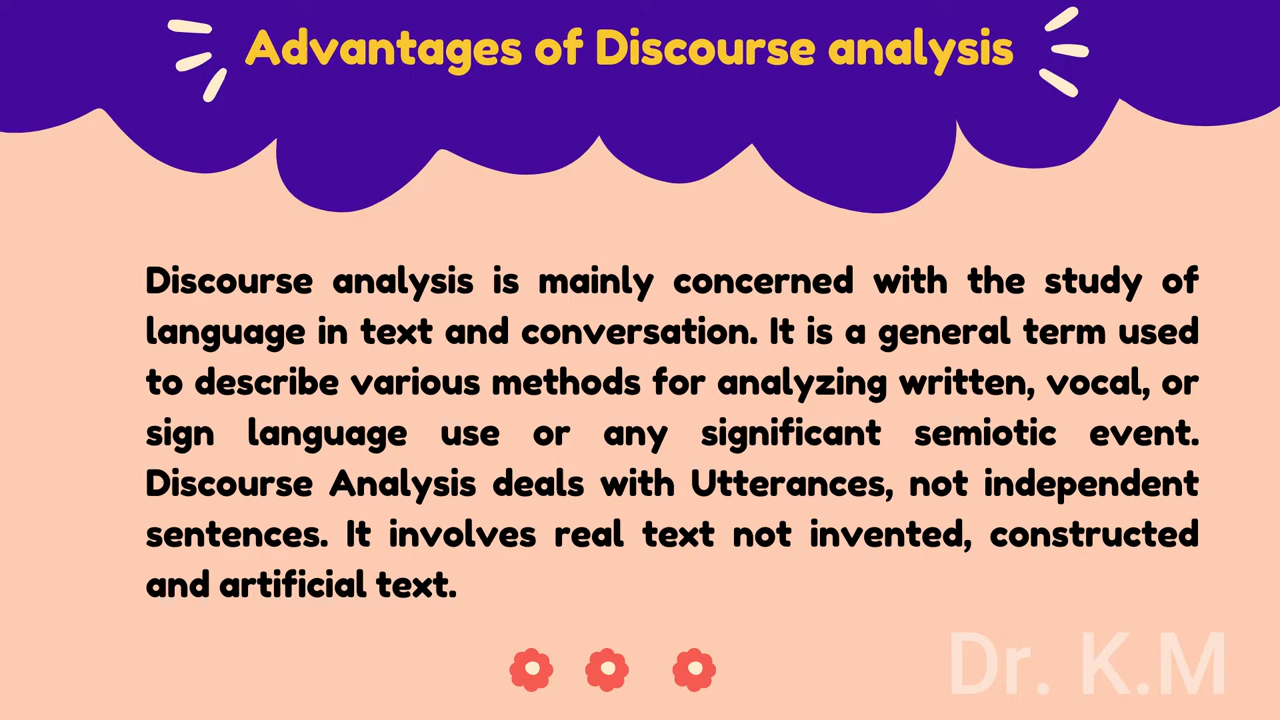 Advantages of Discourse analysis
Discourse analysis is mainly concerned with the study of
language in text and conversation. It is a general term used
to describe various methods for analyzing written, vocal, or
sign language use or any significant semiotic event.
Discourse Analysis deals with Utterances, not independent
sentences. It involves real text not invented, constructed
and artificial text.
Dr. K.M